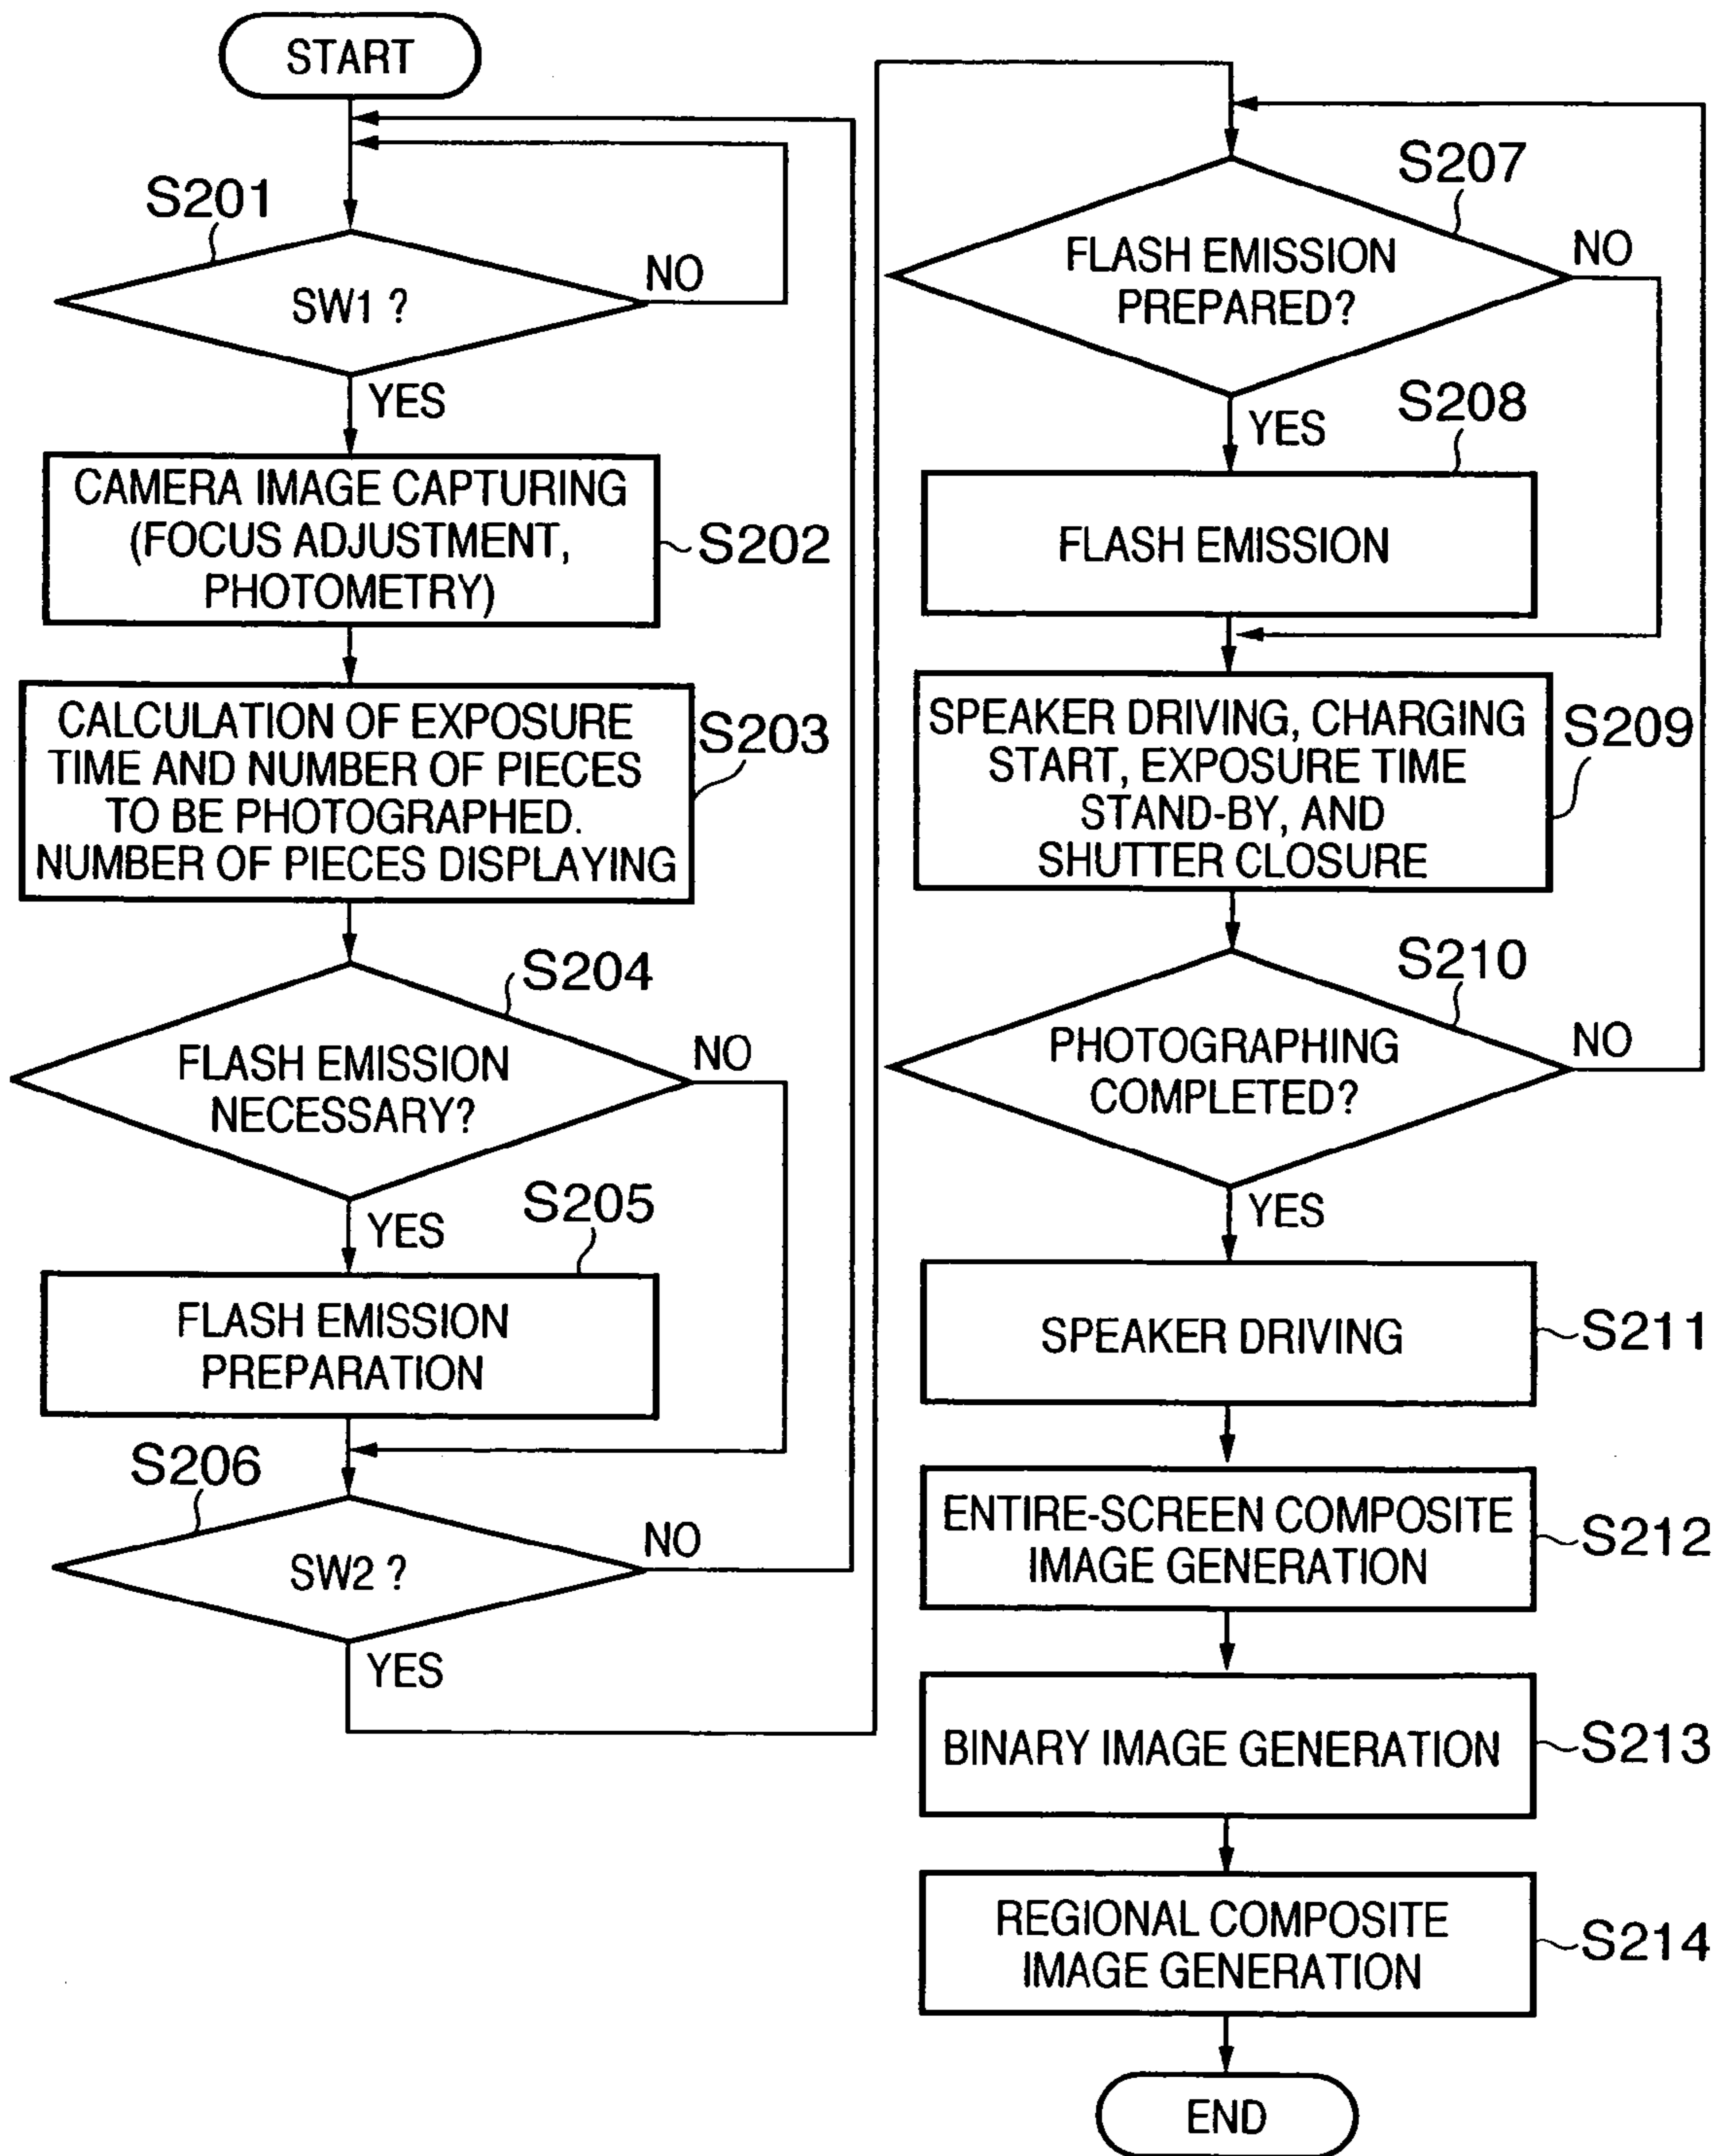 START
S201
SW1 ?
NO
YES
CAMERA IMAGE CAPTURING
(FOCUS ADJUSTMENT,
PHOTOMETRY)
S202
CALCULATION OF EXPOSURE
TIME AND NUMBER OF PIECES
TO BE PHOTOGRAPHED.
NUMBER OF PIECES DISPLAYING
S203
S204
FLASH EMISSION
NECESSARY?
NO
YES
S205
FLASH EMISSION
PREPARATION
S206
SW2 ?
NO
YES
S207
FLASH EMISSION
PREPARED?
NO
YES
S208
FLASH EMISSION
SPEAKER DRIVING, CHARGING
START, EXPOSURE TIME
STAND-BY, AND
SHUTTER CLOSURE
S209
S210
PHOTOGRAPHING
COMPLETED?
NO
YES
SPEAKER DRIVING
S211
ENTIRE-SCREEN COMPOSITE
IMAGE GENERATION
S212
BINARY IMAGE GENERATION
S213
REGIONAL COMPOSITE
IMAGE GENERATION
S214
END